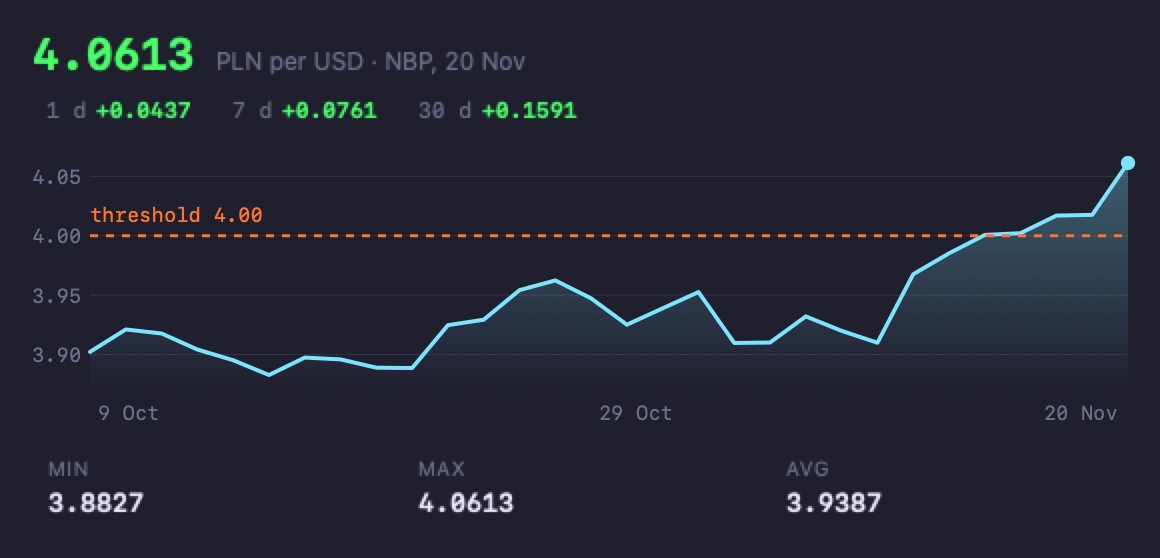 4.0613 PLN per USD · NBP, 20 Nov
1 d +0.0437 7 d +0.0761 30 d +0.1591
4.05
threshold 4.00
4.00
3.95
3.90
9 Oct 29 Oct 20 Nov
MIN MAX AVG
3.8827 4.0613 3.9387